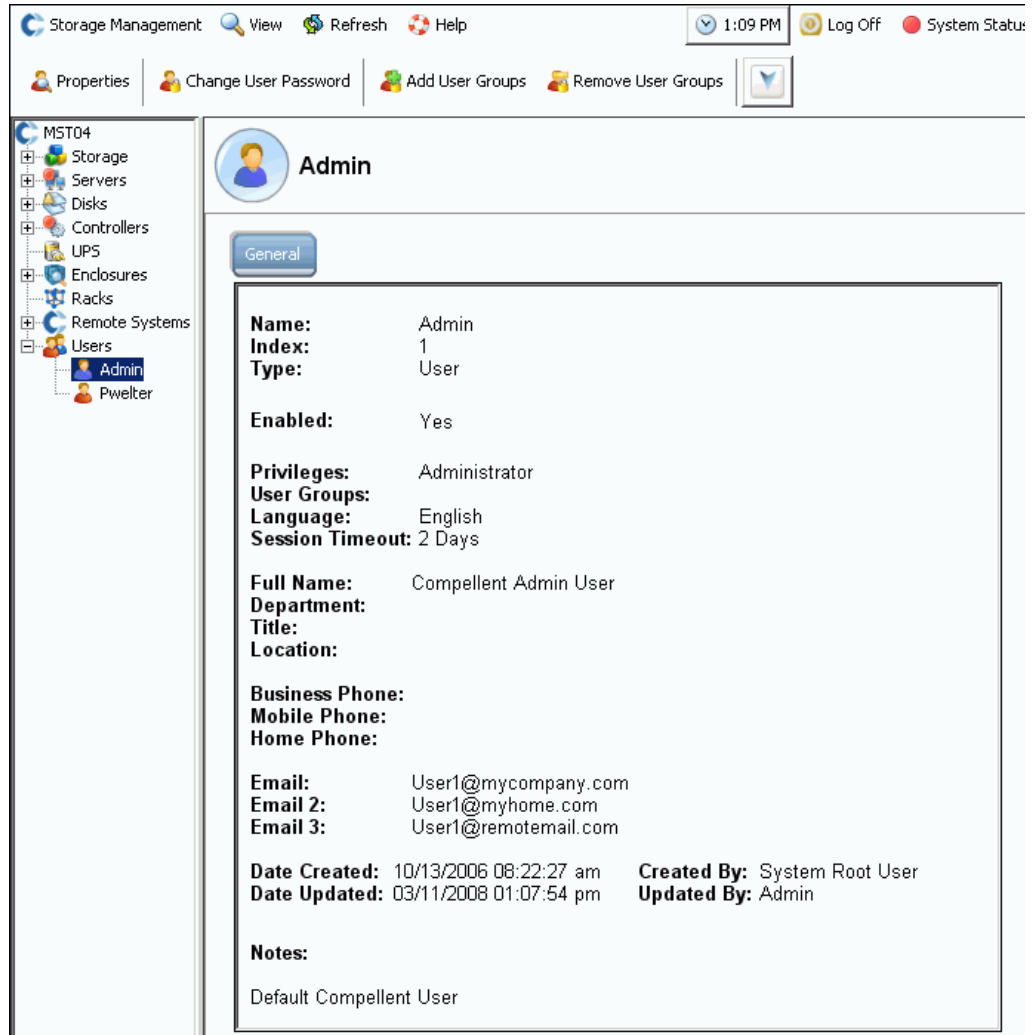 Storage Management View Refresh Help 1:09 PM Log Off System Status
Properties Change User Password Add User Groups Remove User Groups
MST04
Storage
Servers
Disks
Controllers
UPS
Enclosures
Racks
Remote Systems
Users
Admin
Pwelter
Admin
General
Name: Admin
Index: 1
Type: User
Enabled: Yes
Privileges: Administrator
User Groups:
Language: English
Session Timeout: 2 Days
Full Name: Compellent Admin User
Department:
Title:
Location:
Business Phone:
Mobile Phone:
Home Phone:
Email: User1@mycompany.com
Email 2: User1@myhome.com
Email 3: User1@remotemail.com
Date Created: 10/13/2006 08:22:27 am Created By: System Root User
Date Updated: 03/11/2008 01:07:54 pm Updated By: Admin
Notes:
Default Compellent User